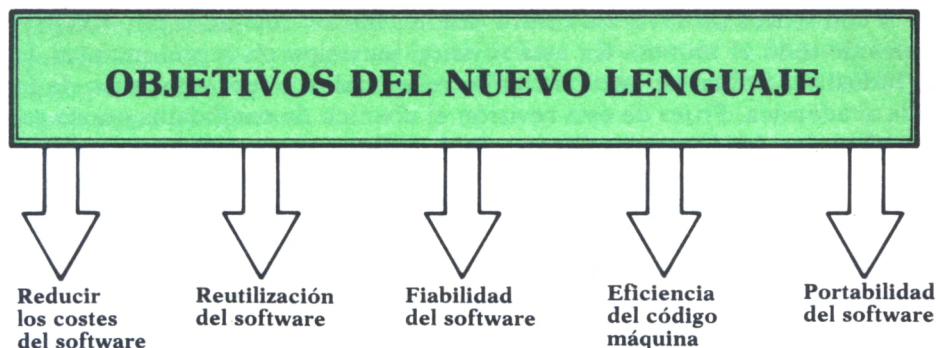 OBJETIVOS DEL NUEVO LENGUAJE
Reducir
los costes
del software
Reutilización
del software
Fiabilidad
del software
Eficiencia
del código
máquina
Portabilidad
del software